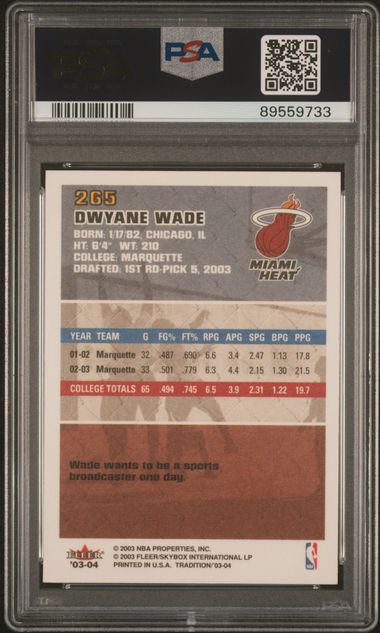 PSA
89559733
265
DWYANE WADE
BORN: 1/17/82, CHICAGO, IL
HT: 6'4" WT: 210
COLLEGE: MARQUETTE
DRAFTED: 1ST RD-PICK 5, 2003
MIAMI
HEAT
YEAR TEAM G FG% FT% RPG APG SPG BPG PPG
01-02 Marquette 32 .487 .690 6.6 3.4 2.47 1.13 17.8
02-03 Marquette 33 .501 .779 6.3 4.4 2.15 1.30 21.5
COLLEGE TOTALS 65 .494 .745 6.5 3.9 2.31 1.22 19.7
Wade wants to be a sports
broadcaster one day.
FLEER
'03-04
© 2003 NBA PROPERTIES, INC.
© 2003 FLEER/SKYBOX INTERNATIONAL LP
PRINTED IN U.S.A. TRADITION'03-04
NBA